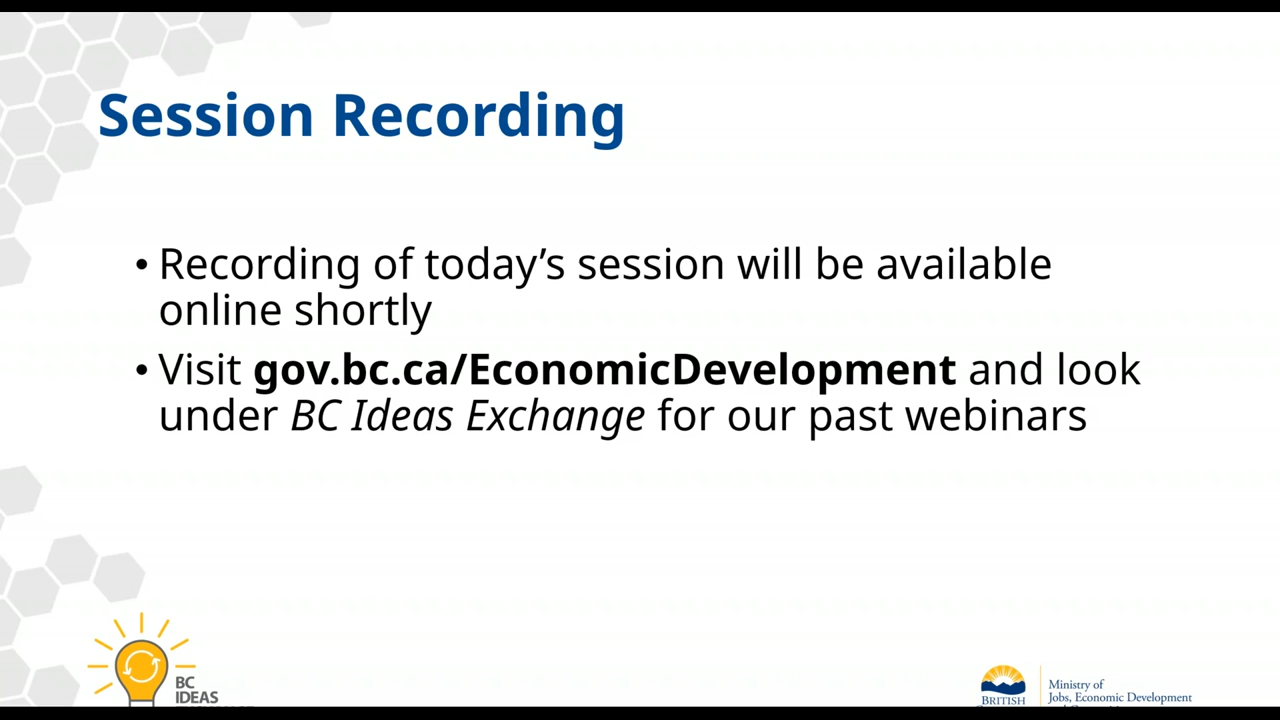 Session Recording
• Recording of today’s session will be available
online shortly
• Visit gov.bc.ca/EconomicDevelopment and look
under BC Ideas Exchange for our past webinars
BC
IDEAS
BRITISH
Ministry of
Jobs, Economic Development